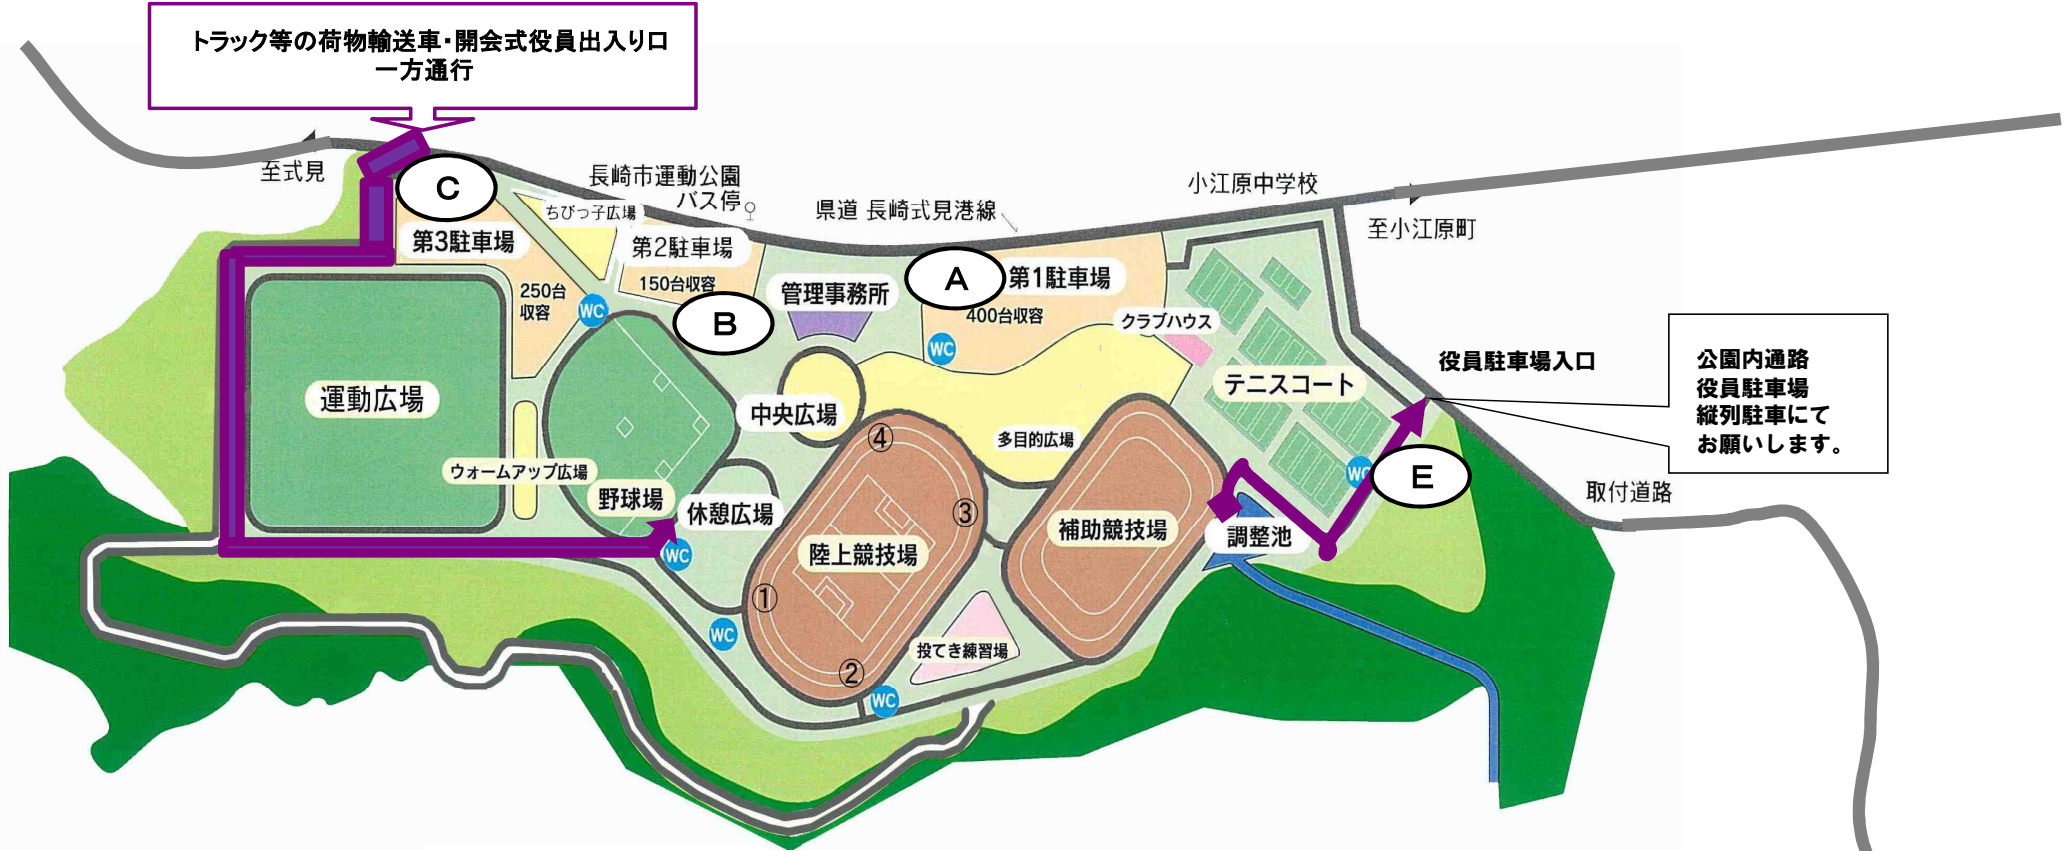 トラック等の荷物輸送車・開会式役員出入り口
一方通行
至式見
C
長崎市運動公園
バス停
ちびっ子広場
県道 長崎式見港線
小江原中学校
至小江原町
第3駐車場
250台
収容
第2駐車場
150台収容
B
管理事務所
A
第1駐車場
400台収容
クラブハウス
WC
WC
運動広場
ウォームアップ広場
野球場
休憩広場
中央広場
多目的広場
テニスコート
役員駐車場入口
公園内通路
役員駐車場
縦列駐車にて
お願いします。
WC
E
取付道路
④
③
陸上競技場
①
②
補助競技場
調整池
WC
WC
投てき練習場
WC